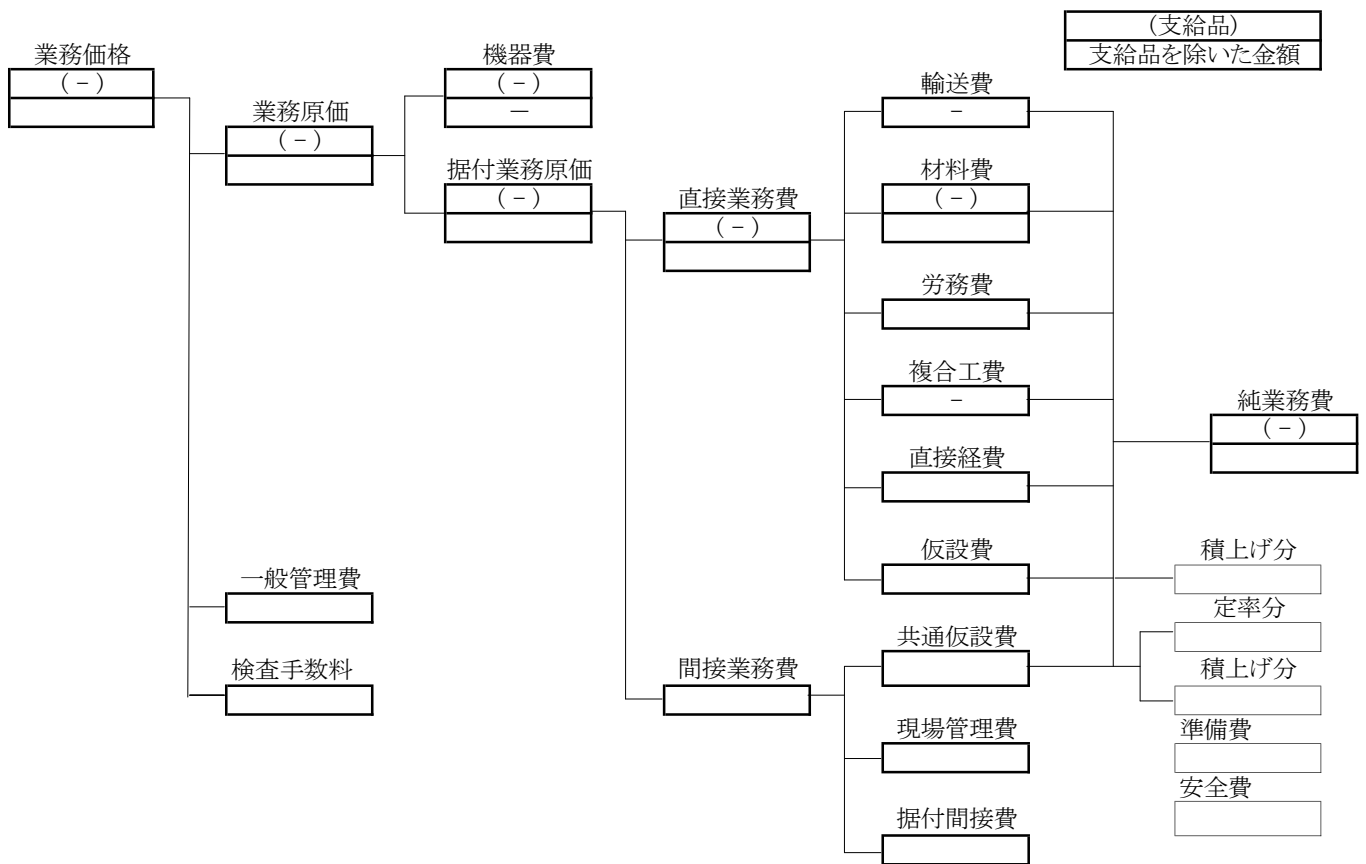 (支給品)
支給品を除いた金額
業務価格
(－)
業務原価
(－)
機器費
(－)
－
据付業務原価
(－)
直接業務費
(－)
輸送費
－
材料費
(－)
労務費
複合工費
－
直接経費
純業務費
(－)
仮設費
積上げ分
一般管理費
定率分
共通仮設費
検査手数料
間接業務費
積上げ分
現場管理費
準備費
安全費
据付間接費